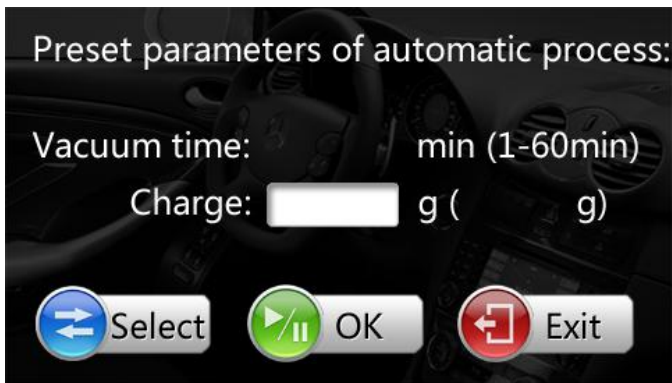 Preset parameters of automatic process:
Vacuum time: min (1-60min)
Charge: g ( g)
Select OK Exit